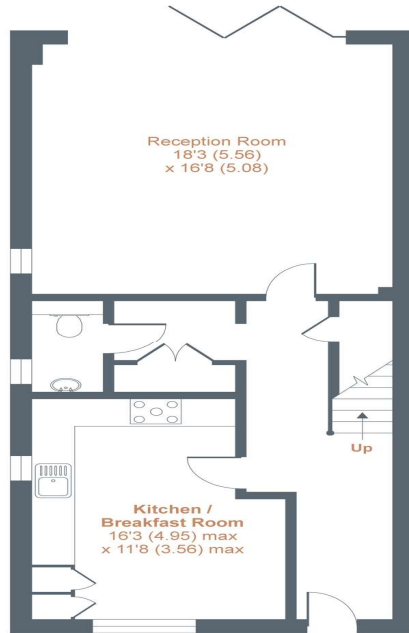 Reception Room
18'3 (5.56)
x 16'8 (5.08)
Up
Kitchen /
Breakfast Room
16'3 (4.95) max
x 11'8 (3.56) max